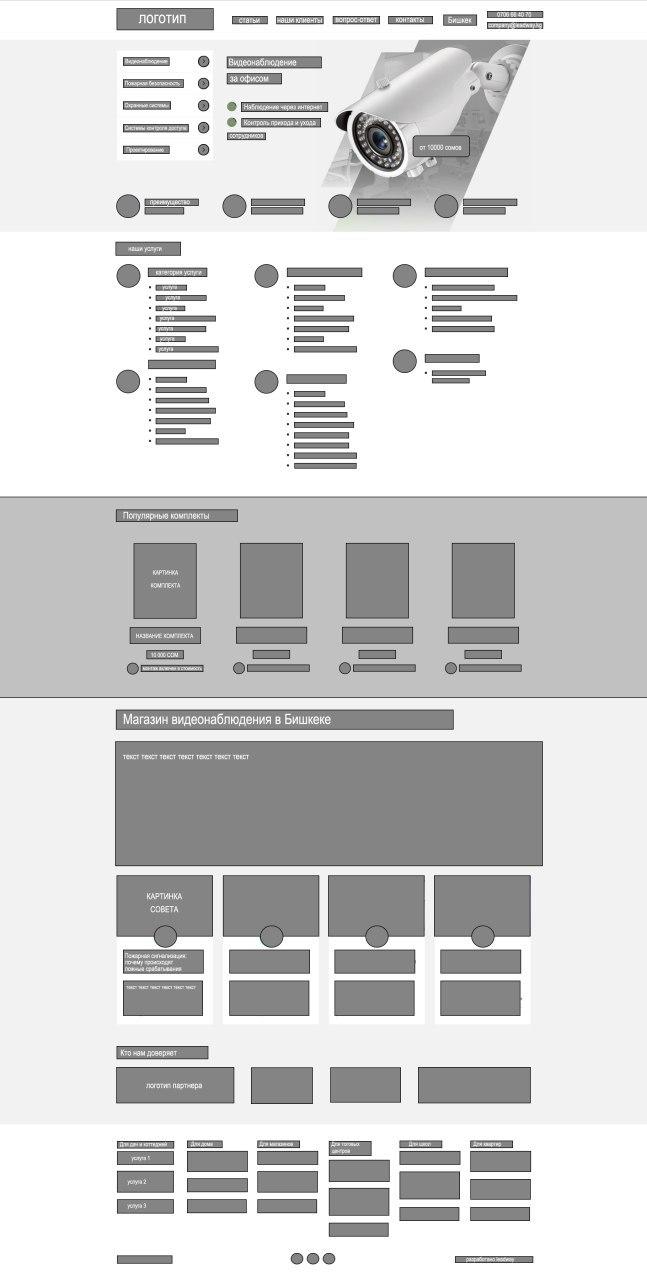 ЛОГОТИП
статьи
наши клиенты
вопрос-ответ
контакты
Бишкек
0706 66 40 70
company@leadway.kg
Видеонаблюдение
Пожарная безопасность
Охранные системы
Системы контроля доступа
Проектирование
Видеонаблюдение
за офисом
Наблюдение через интернет
Контроль прихода и ухода
сотрудников
от 10000 сомов
преимущество
наши услуги
категория услуги
услуга
услуга
услуга
услуга
услуга
услуга
услуга
Популярные комплекты
КАРТИНКА
КОМПЛЕКТА
НАЗВАНИЕ КОМПЛЕКТА
10 000 СОМ
монтаж включен в стоимость
Магазин видеонаблюдения в Бишкеке
текст текст текст текст текст текст текст
КАРТИНКА
СОВЕТА
Пожарная сигнализация:
почему происходят
ложные срабатывания
текст текст текст текст текст текст
Кто нам доверяет
логотип партнера
Для дач и коттеджей
услуга 1
услуга 2
услуга 3
Для дома
Для магазинов
Для
центров
Для школ
Для квартир
разработано leadway